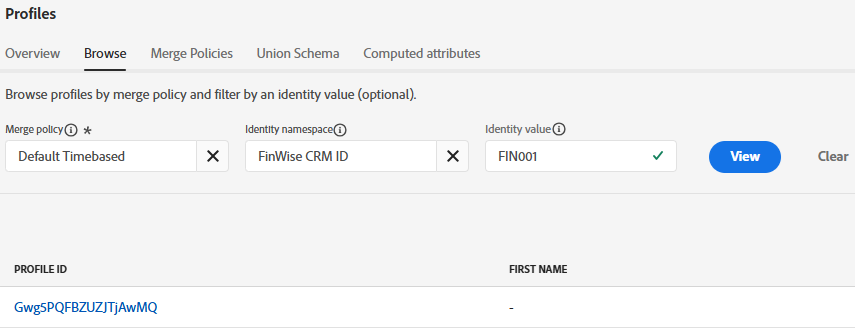 Profiles
Overview Browse Merge Policies Union Schema Computed attributes
Browse profiles by merge policy and filter by an identity value (optional).
Merge policy * Identity namespace Identity value
Default Timebased FinWise CRM ID FIN001 View Clear
PROFILE ID FIRST NAME
Gwg5PQFBZUZJTjAwMQ -